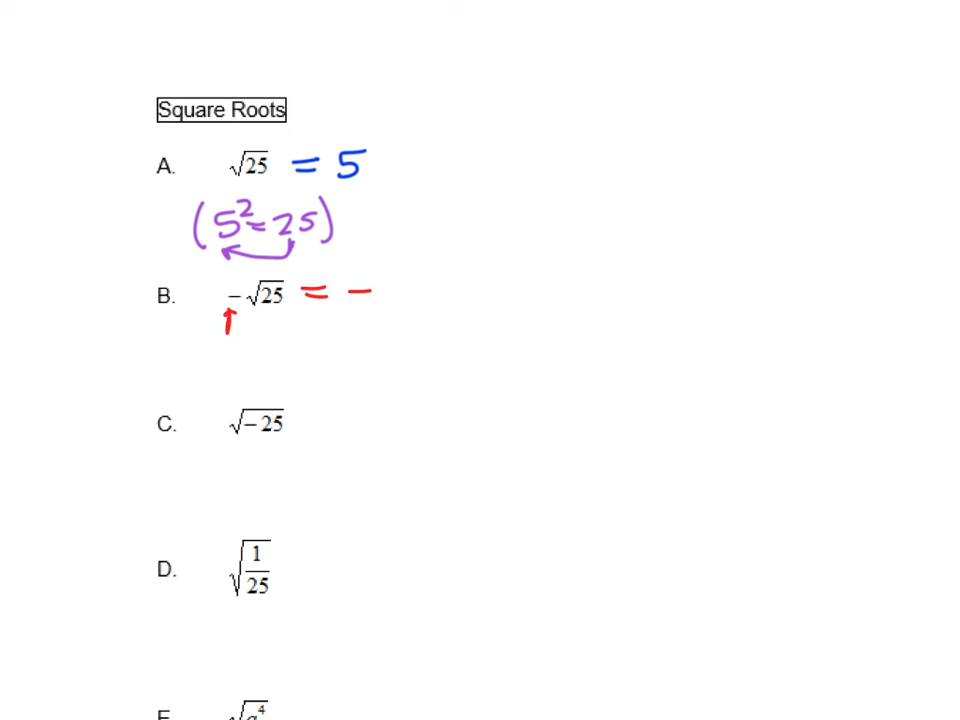 Square Roots
A. √25 = 5
(5²=25)
B. -√25 = -
C. √-25
D. √1/25